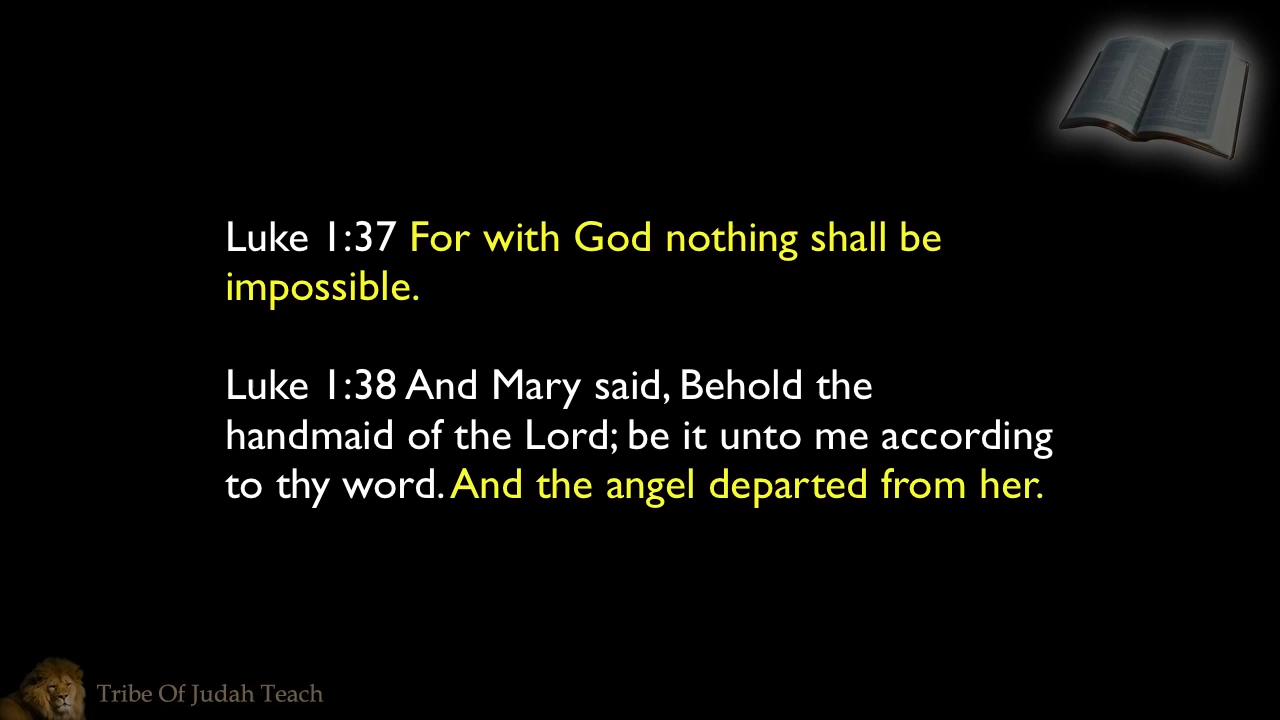 Luke 1:37 For with God nothing shall be
impossible.
Luke 1:38 And Mary said, Behold the
handmaid of the Lord; be it unto me according
to thy word. And the angel departed from her.
Tribe Of Judah Teach